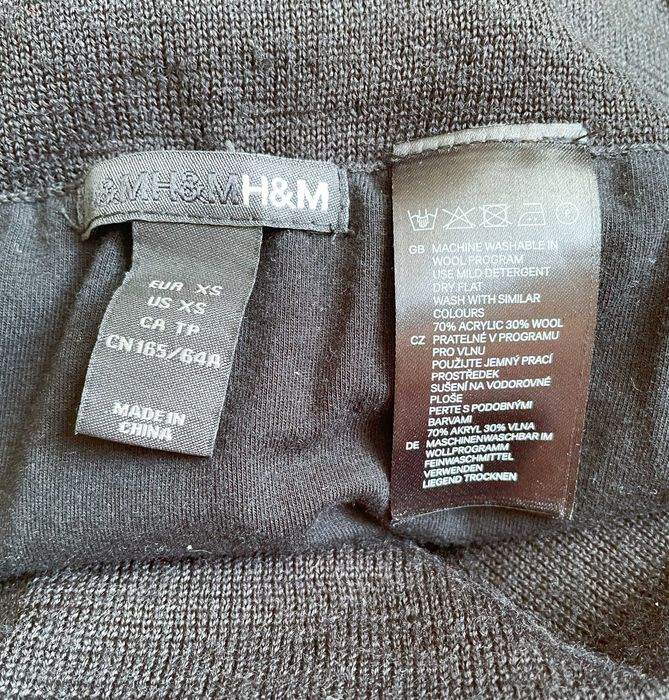 &MH&MH&M
EUR XS
US XS
CA TP
CN165/64A
MADE IN
CHINA
GB MACHINE WASHABLE IN
WOOL PROGRAM
USE MILD DETERGENT
DRY FLAT
WASH WITH SIMILAR
COLOURS
70% ACRYLIC 30% WOOL
CZ PRATELNÉ V PROGRAMU
PRO VLNU
POUŽIJTE JEMNÝ PRACÍ
PROSTŘEDEK
SUŠENÍ NA VODOROVNÉ
PLOŠE
PERTE S PODOBNÝMI
BARVAMI
70% AKRYL 30% VLNA
DE MASCHINENWASCHBAR IM
WOLLPROGRAMM
FEINWASCHMITTEL
VERWENDEN
LIEGEND TROCKNEN